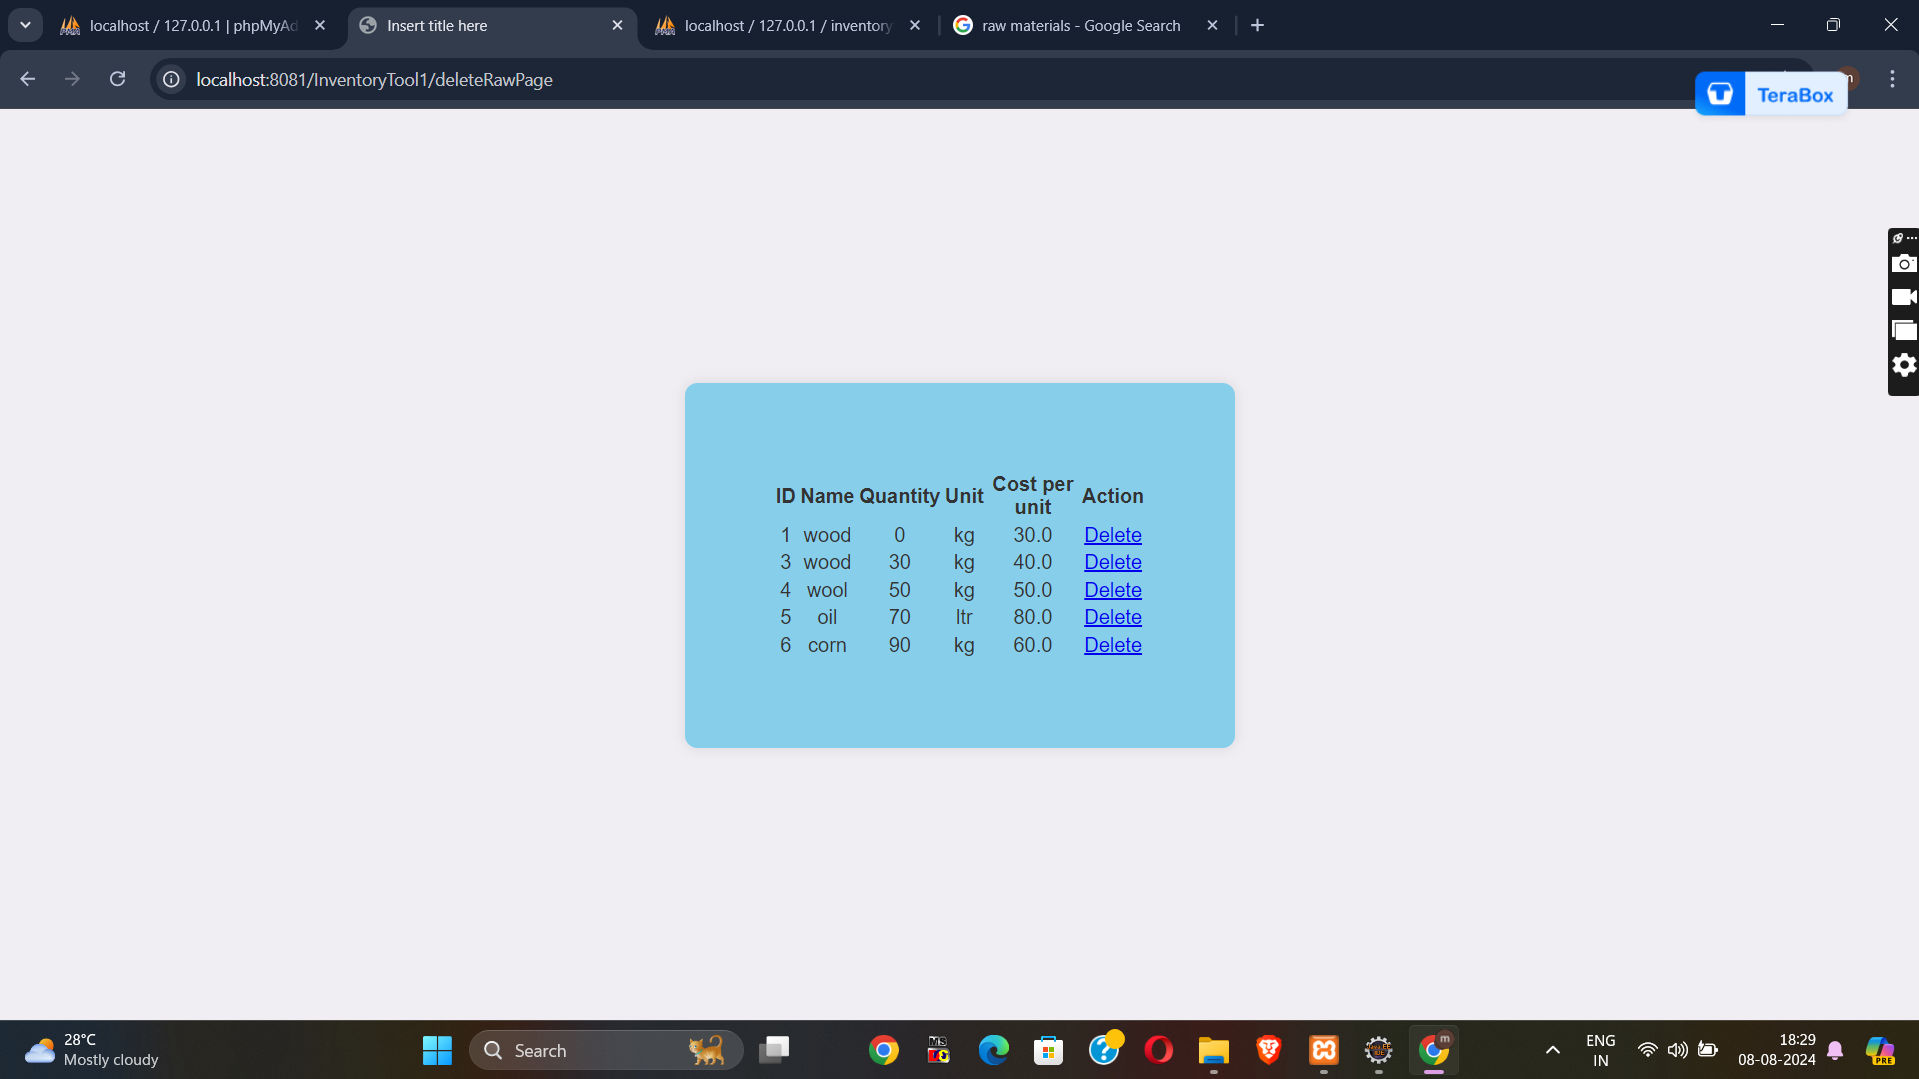 localhost / 127.0.0.1 | phpMyAd
Insert title here
localhost / 127.0.0.1 / inventory
raw materials - Google Search
localhost:8081/InventoryTool1/deleteRawPage
TeraBox
ID Name Quantity Unit Cost per unit Action
1 wood 0 kg 30.0 Delete
3 wood 30 kg 40.0 Delete
4 wool 50 kg 50.0 Delete
5 oil 70 ltr 80.0 Delete
6 corn 90 kg 60.0 Delete
28°C
Mostly cloudy
Search
m
ENG
IN
18:29
08-08-2024
PRE